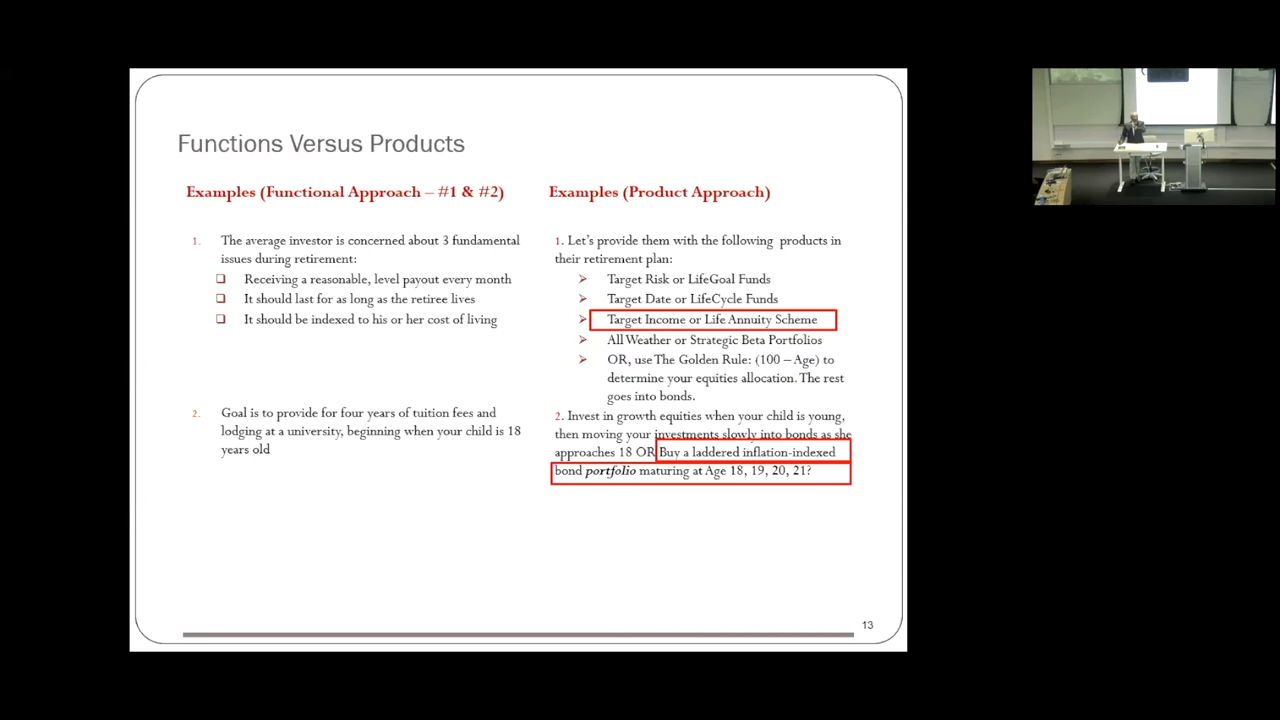 Functions Versus Products
Examples (Functional Approach – #1 & #2)
1. The average investor is concerned about 3 fundamental
issues during retirement:
❑ Receiving a reasonable, level payout every month
❑ It should last for as long as the retiree lives
❑ It should be indexed to his or her cost of living
2. Goal is to provide for four years of tuition fees and
lodging at a university, beginning when your child is 18
years old
Examples (Product Approach)
1. Let's provide them with the following products in
their retirement plan:
➢ Target Risk or LifeGoal Funds
➢ Target Date or LifeCycle Funds
➢ Target Income or Life Annuity Scheme
➢ All Weather or Strategic Beta Portfolios
➢ OR, use The Golden Rule: (100 – Age) to
determine your equities allocation. The rest
goes into bonds.
2. Invest in growth equities when your child is young,
then moving your investments slowly into bonds as she
approaches 18 OR Buy a laddered inflation-indexed
bond portfolio maturing at Age 18, 19, 20, 21?
13